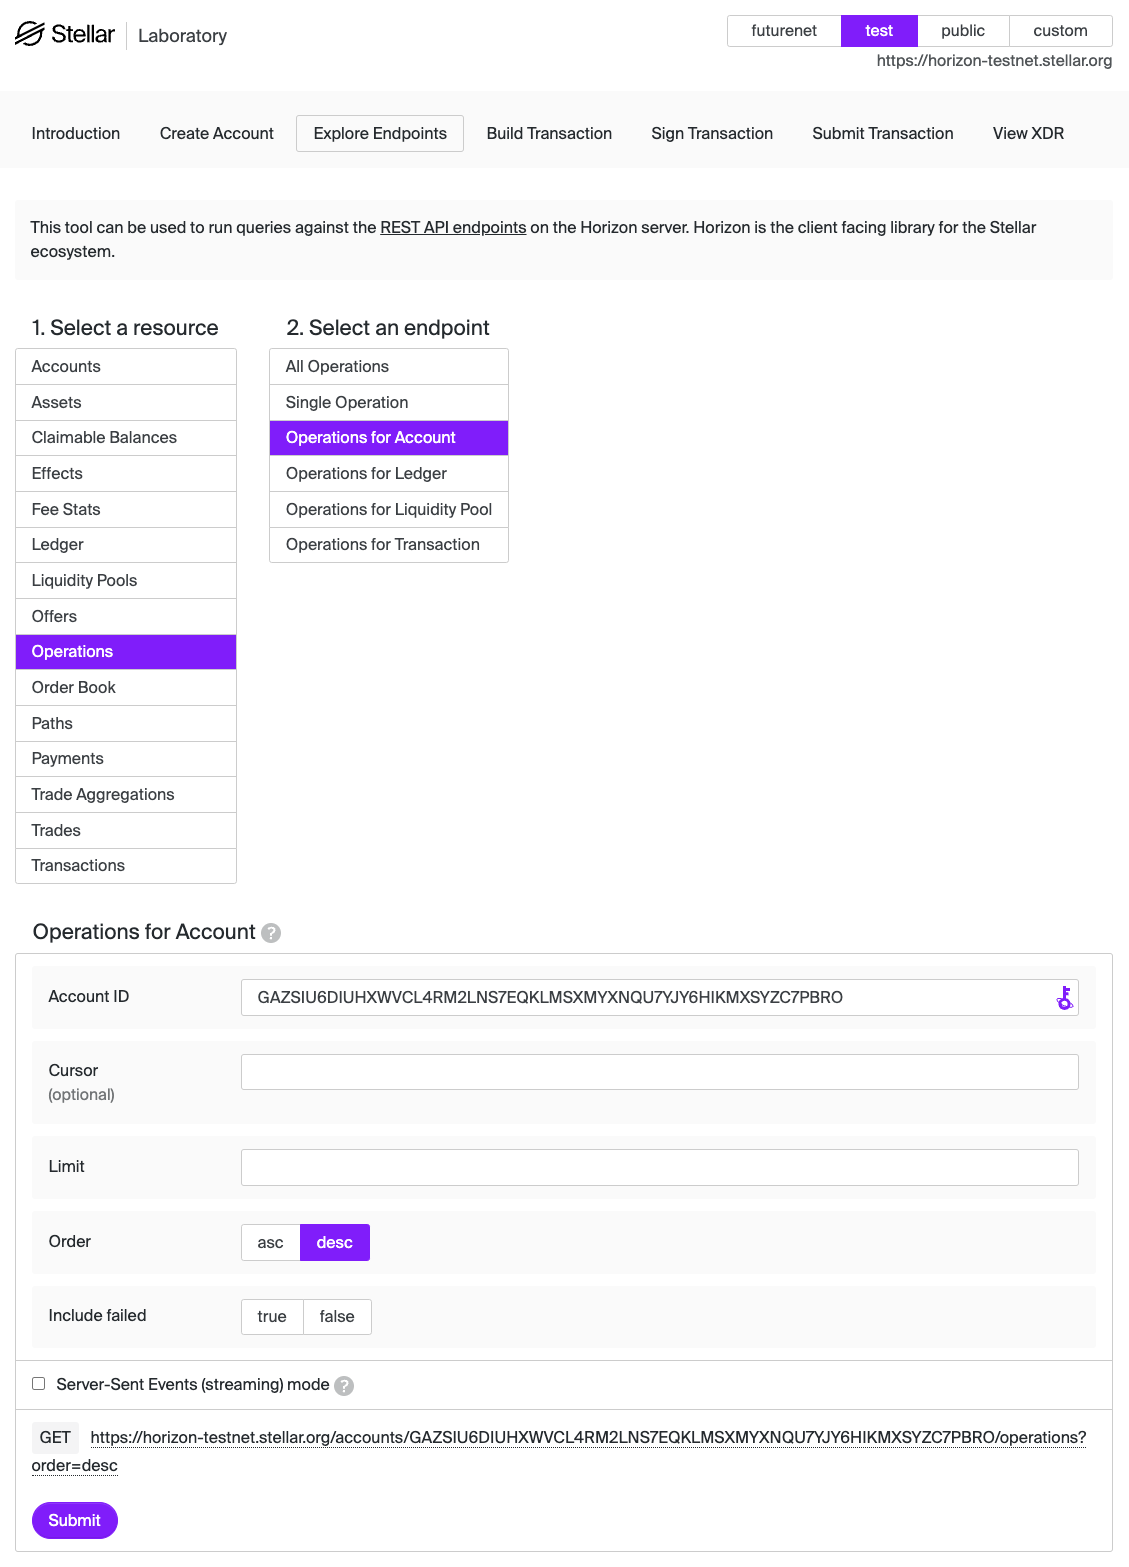 Stellar
Laboratory
futurenet
test
public
custom
https://horizon-testnet.stellar.org
Introduction
Create Account
Explore Endpoints
Build Transaction
Sign Transaction
Submit Transaction
View XDR
This tool can be used to run queries against the REST API endpoints on the Horizon server. Horizon is the client facing library for the Stellar
ecosystem.
1. Select a resource
Accounts
Assets
Claimable Balances
Effects
Fee Stats
Ledger
Liquidity Pools
Offers
Operations
Order Book
Paths
Payments
Trade Aggregations
Trades
Transactions
2. Select an endpoint
All Operations
Single Operation
Operations for Account
Operations for Ledger
Operations for Liquidity Pool
Operations for Transaction
Operations for Account ?
Account ID
GAZSIU6DIUHXWVCL4RM2LNS7EQKLMSXMYXNQU7YJY6HIKMXSYZC7PBRO
Cursor
(optional)
Limit
Order
asc
desc
Include failed
true
false
Server-Sent Events (streaming) mode ?
GET https://horizon-testnet.stellar.org/accounts/GAZSIU6DIUHXWVCL4RM2LNS7EQKLMSXMYXNQU7YJY6HIKMXSYZC7PBRO/operations?
order=desc
Submit